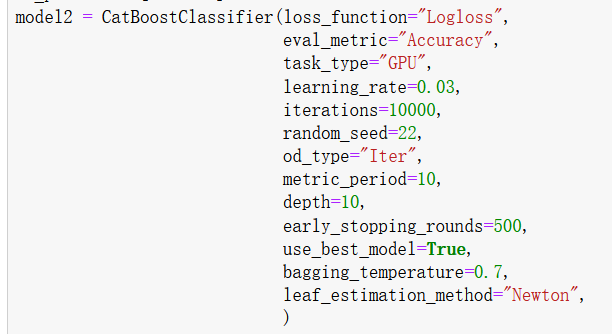 model2 = CatBoostClassifier(loss_function="Logloss",
eval_metric="Accuracy",
task_type="GPU",
learning_rate=0.03,
iterations=10000,
random_seed=22,
od_type="Iter",
metric_period=10,
depth=10,
early_stopping_rounds=500,
use_best_model=True,
bagging_temperature=0.7,
leaf_estimation_method="Newton",
)